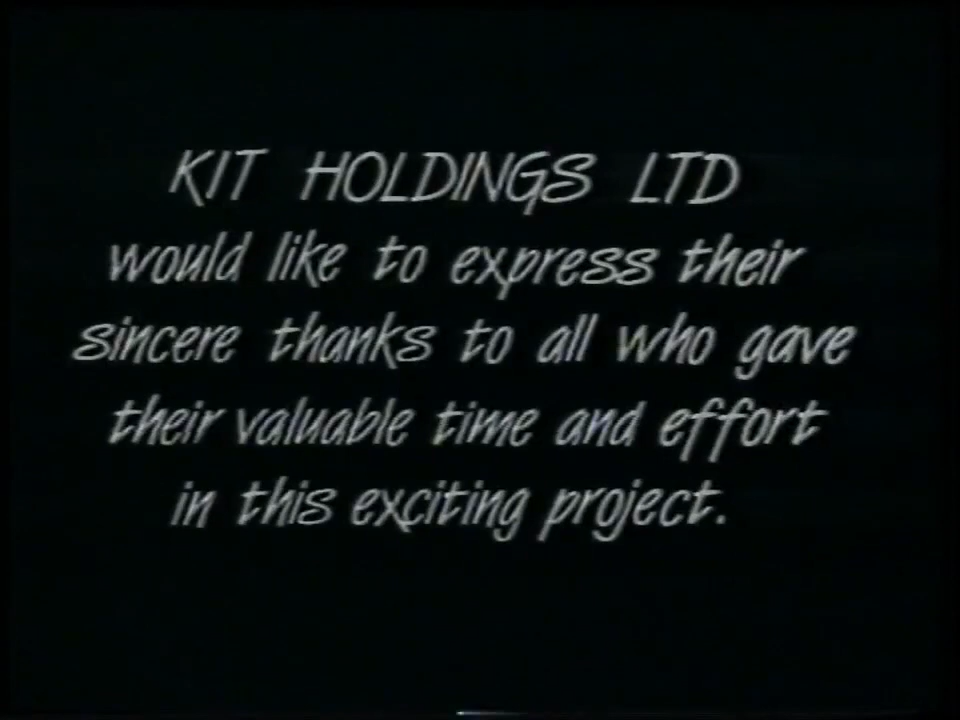 KIT HOLDINGS LTD
would like to express their
sincere thanks to all who gave
their valuable time and effort
in this exciting project.